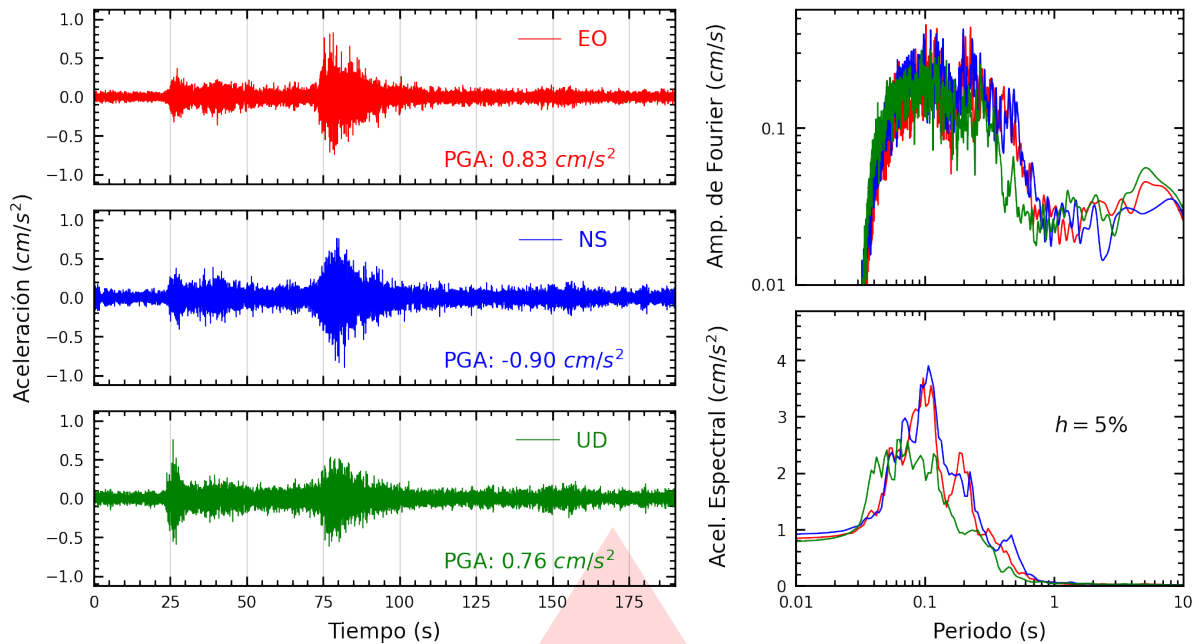 1.0
0.5
0.0
−0.5
−1.0
EO
PGA: 0.83 cm/s²
1.0
0.5
0.0
−0.5
−1.0
NS
PGA: -0.90 cm/s²
1.0
0.5
0.0
−0.5
−1.0
UD
PGA: 0.76 cm/s²
Aceleración (cm/s²)
0 25 50 75 100 125 150 175
Tiempo (s)
0.1
0.01
Amp. de Fourier (cm/s)
4
3
2
1
0
h = 5%
Acel. Espectral (cm/s²)
0.01 0.1 1 10
Periodo (s)